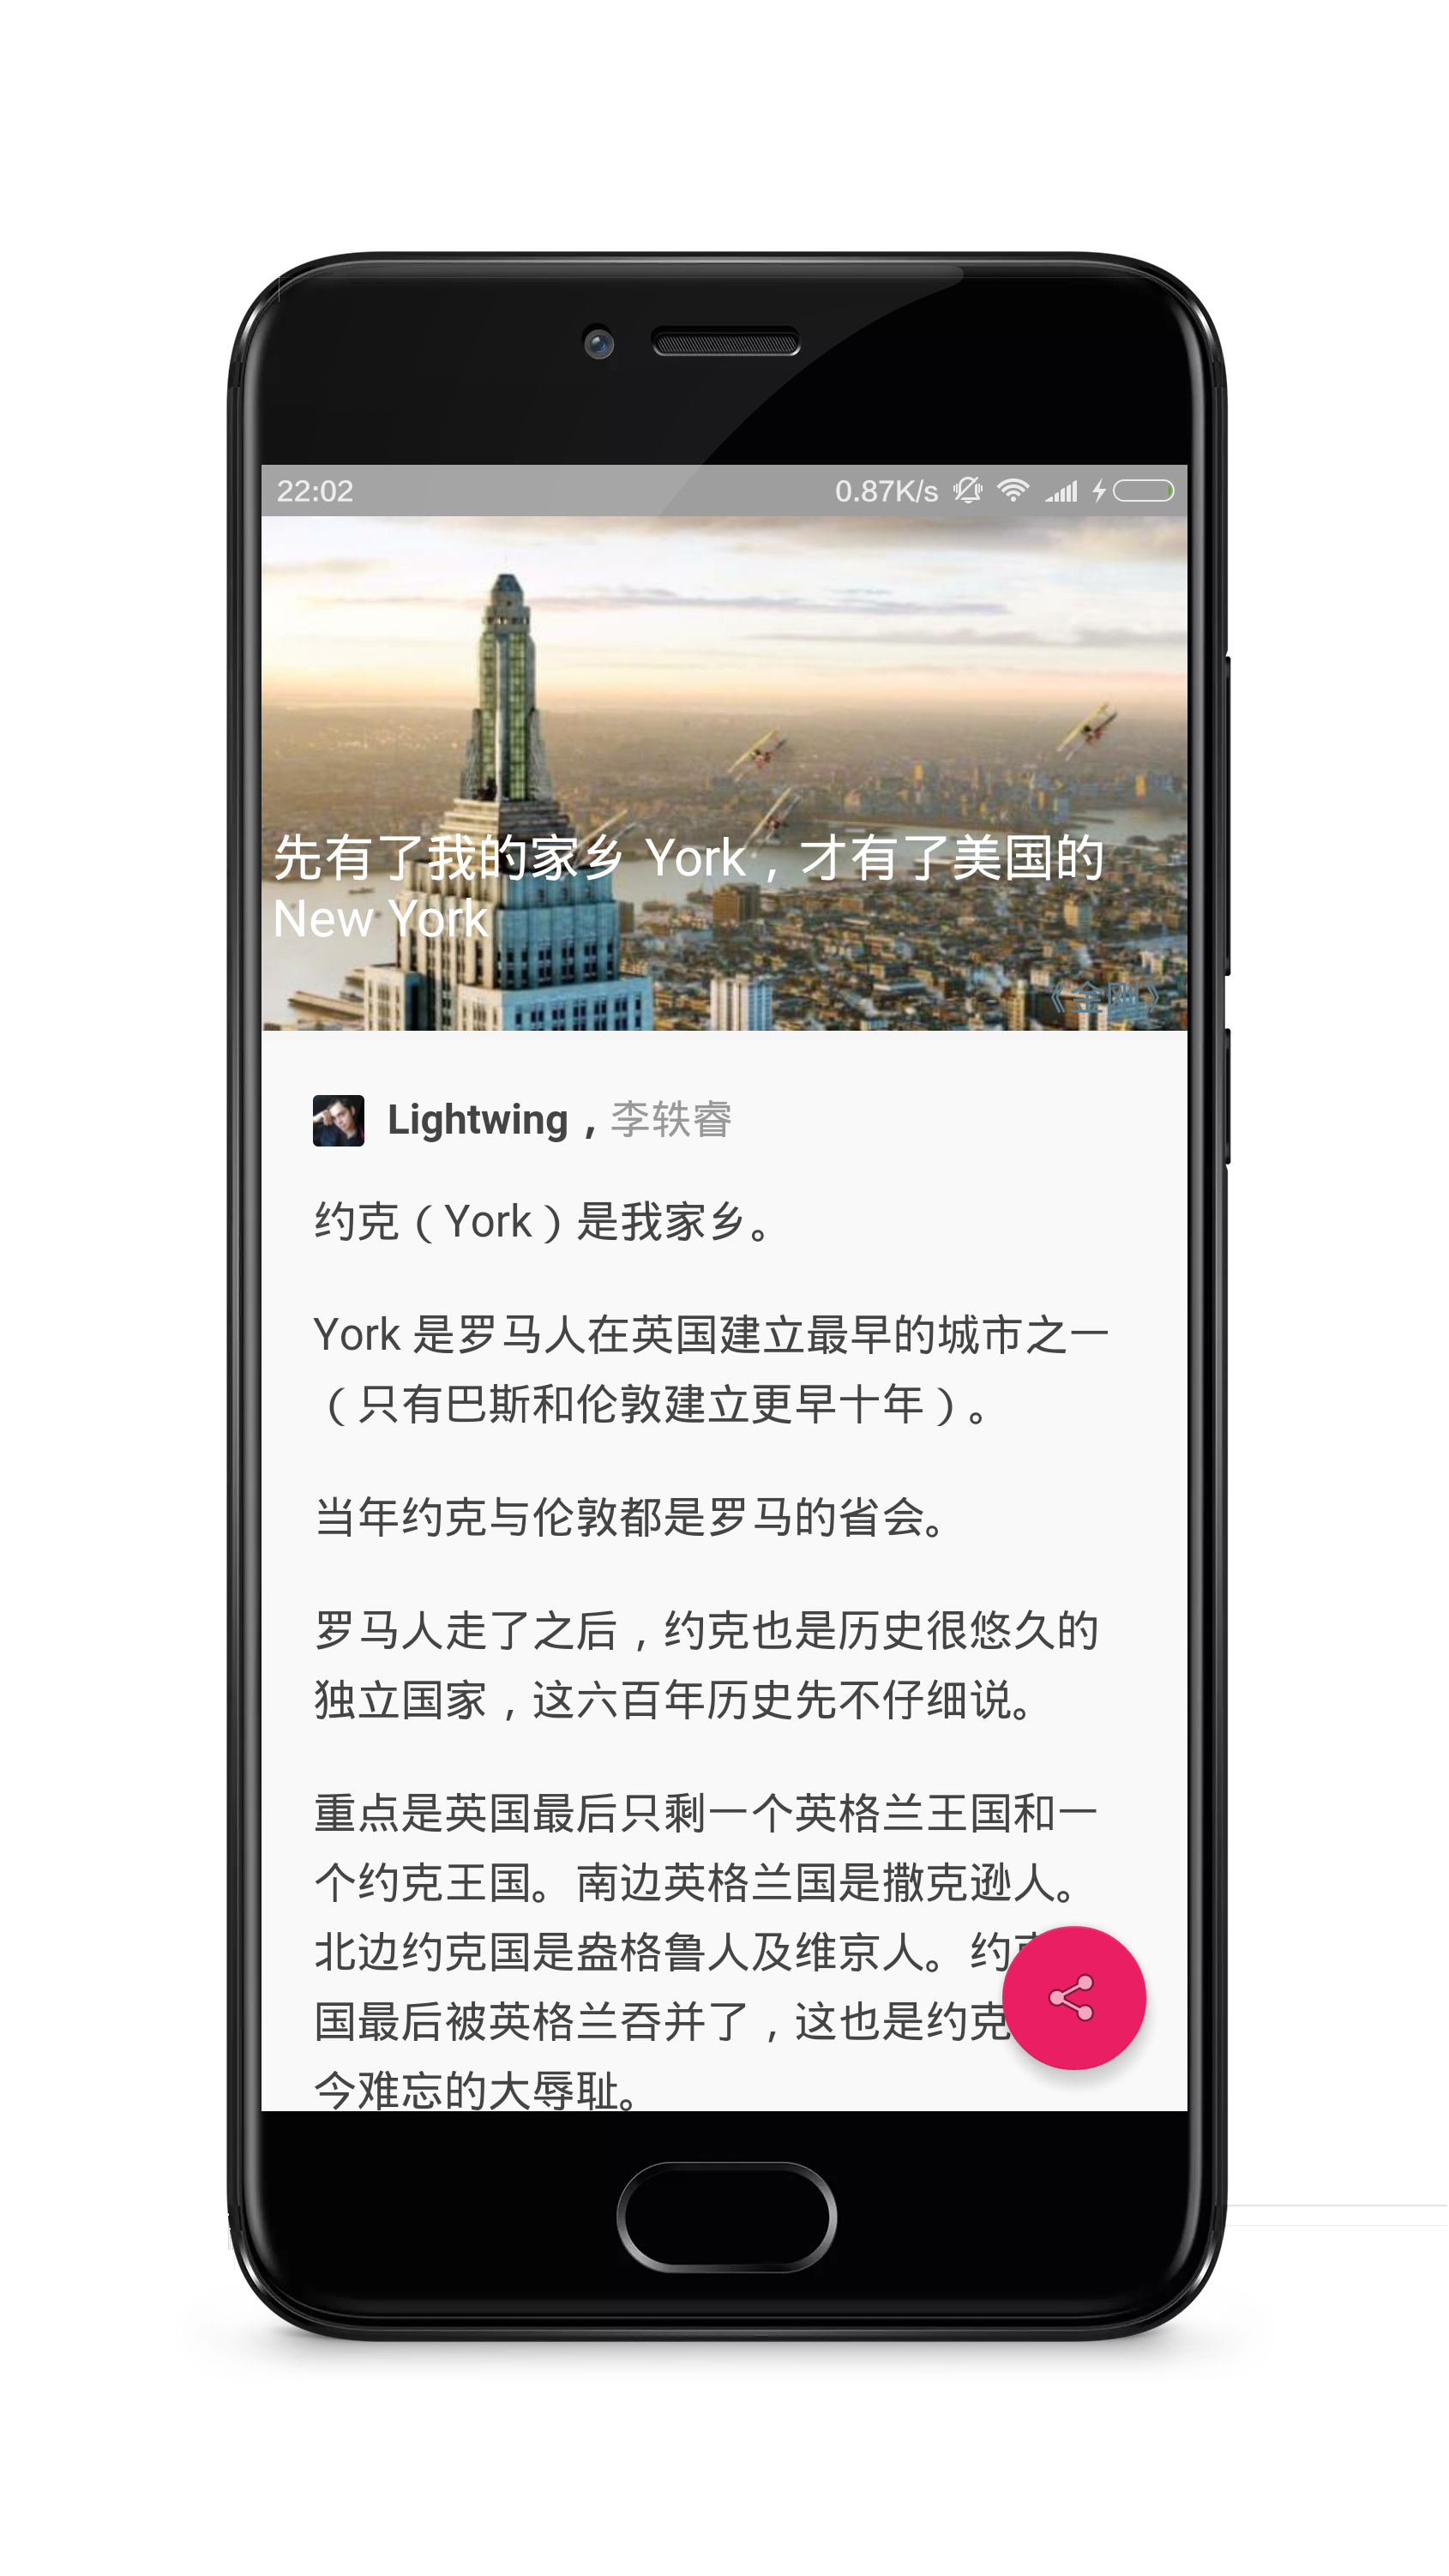 22:02 0.87K/s
先有了我的家乡 York，才有了美国的
New York
《金刚》
Lightwing，李轶睿
约克（York）是我家乡。
York 是罗马人在英国建立最早的城市之一
（只有巴斯和伦敦建立更早十年）。
当年约克与伦敦都是罗马的省会。
罗马人走了之后，约克也是历史很悠久的
独立国家，这六百年历史先不仔细说。
重点是英国最后只剩一个英格兰王国和一
个约克王国。南边英格兰国是撒克逊人。
北边约克国是盎格鲁人及维京人。约
国最后被英格兰吞并了，这也是约克
今难忘的大辱耻。